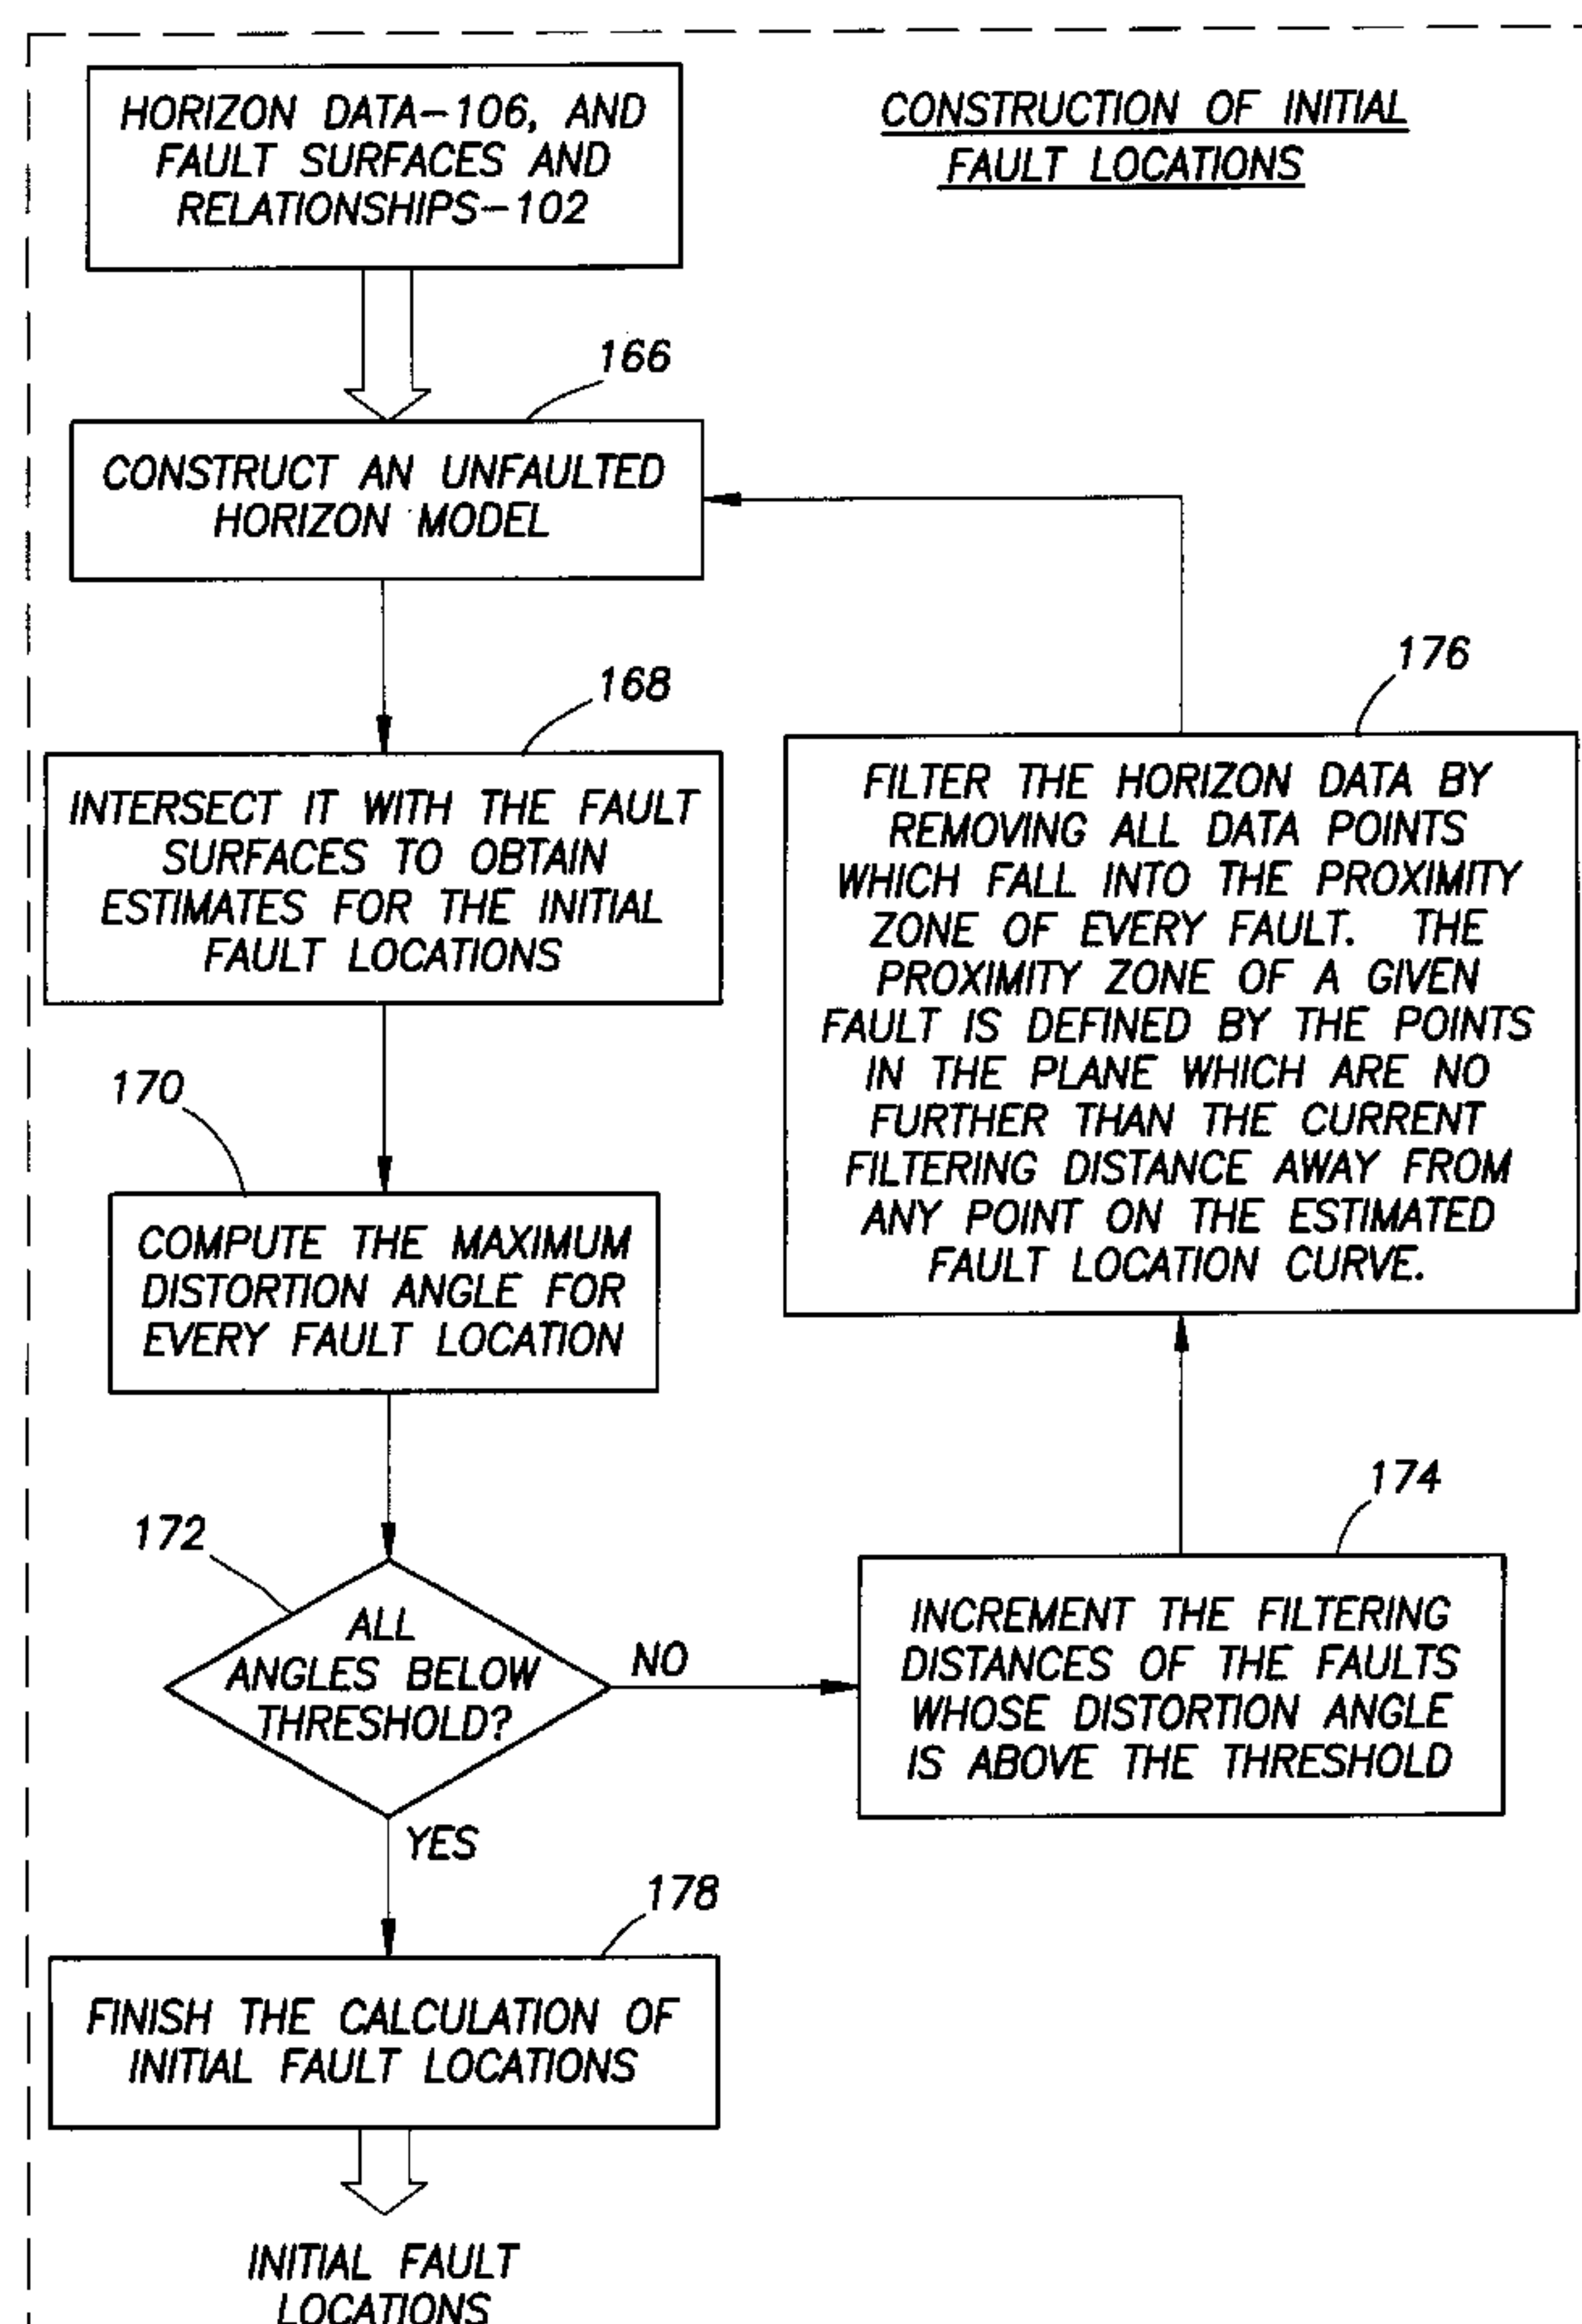 CONSTRUCTION OF INITIAL
FAULT LOCATIONS
HORIZON DATA-106, AND
FAULT SURFACES AND
RELATIONSHIPS-102
166
CONSTRUCT AN UNFAULTED
HORIZON MODEL
168
INTERSECT IT WITH THE FAULT
SURFACES TO OBTAIN
ESTIMATES FOR THE INITIAL
FAULT LOCATIONS
170
COMPUTE THE MAXIMUM
DISTORTION ANGLE FOR
EVERY FAULT LOCATION
172
ALL
ANGLES BELOW
THRESHOLD?
NO
174
INCREMENT THE FILTERING
DISTANCES OF THE FAULTS
WHOSE DISTORTION ANGLE
IS ABOVE THE THRESHOLD
176
FILTER THE HORIZON DATA BY
REMOVING ALL DATA POINTS
WHICH FALL INTO THE PROXIMITY
ZONE OF EVERY FAULT. THE
PROXIMITY ZONE OF A GIVEN
FAULT IS DEFINED BY THE POINTS
IN THE PLANE WHICH ARE NO
FURTHER THAN THE CURRENT
FILTERING DISTANCE AWAY FROM
ANY POINT ON THE ESTIMATED
FAULT LOCATION CURVE.
YES
178
FINISH THE CALCULATION OF
INITIAL FAULT LOCATIONS
INITIAL FAULT
LOCATIONS